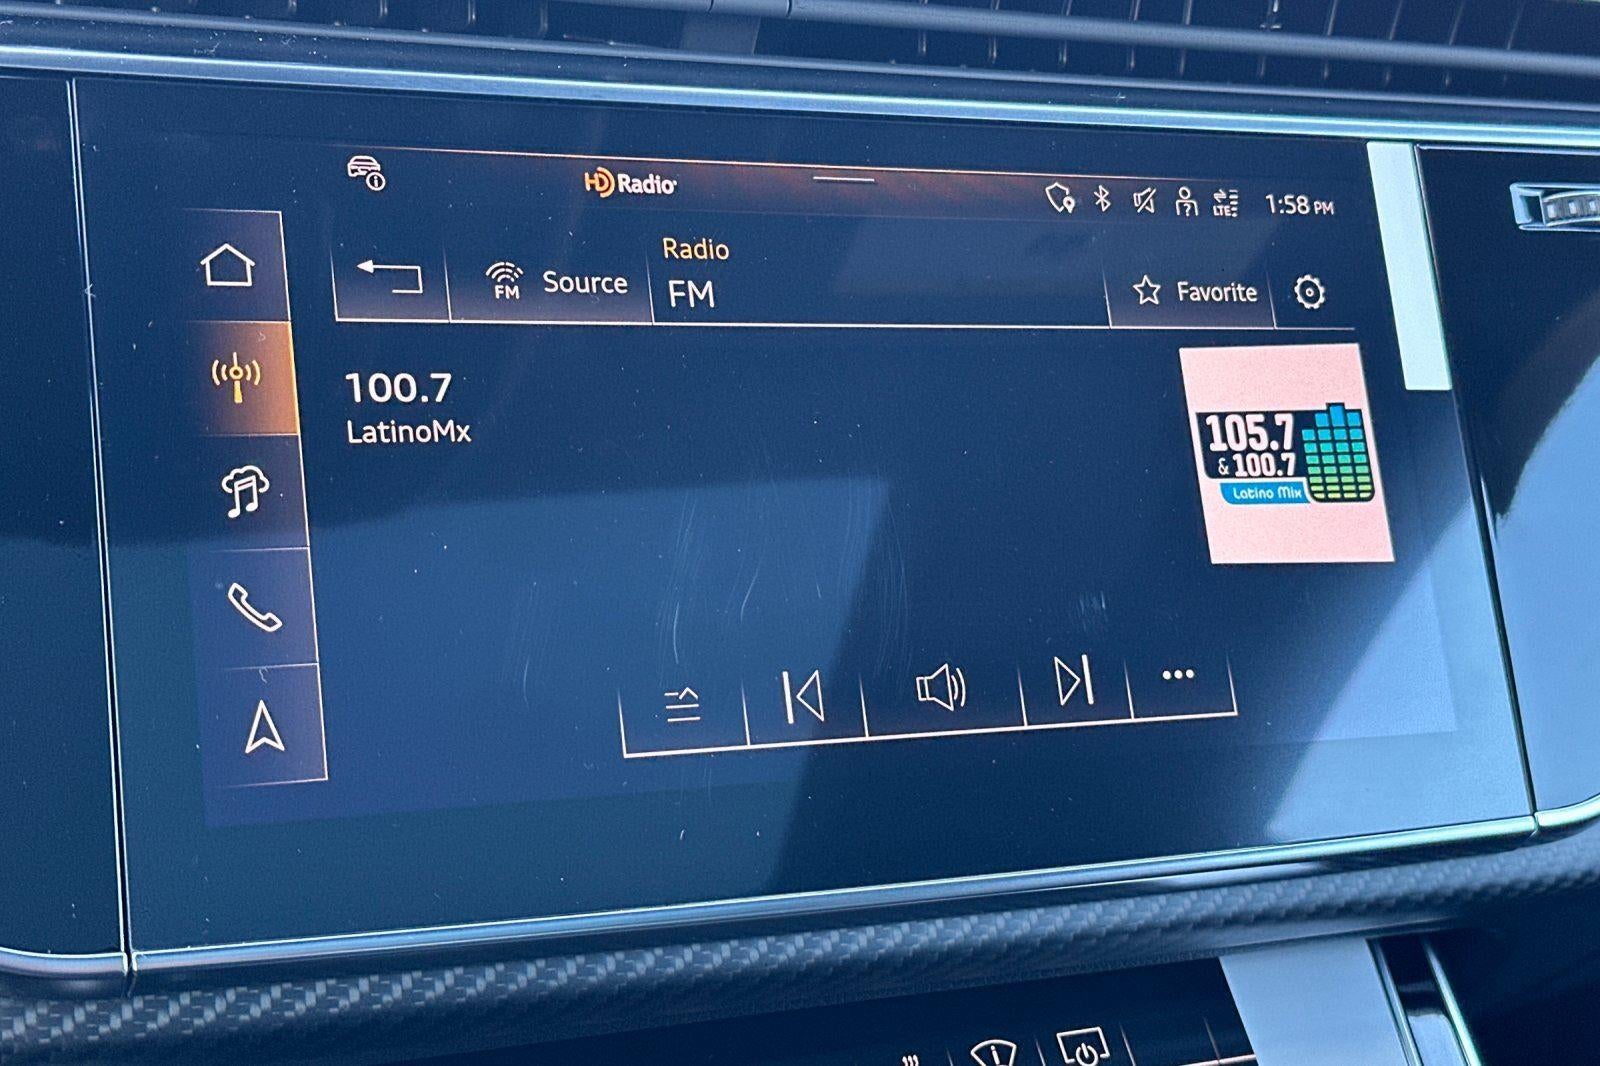 HD Radio
LTE 1:58 PM
Radio
FM
Source
FM
Favorite
100.7
LatinoMx
105.7
& 100.7
Latino Mix